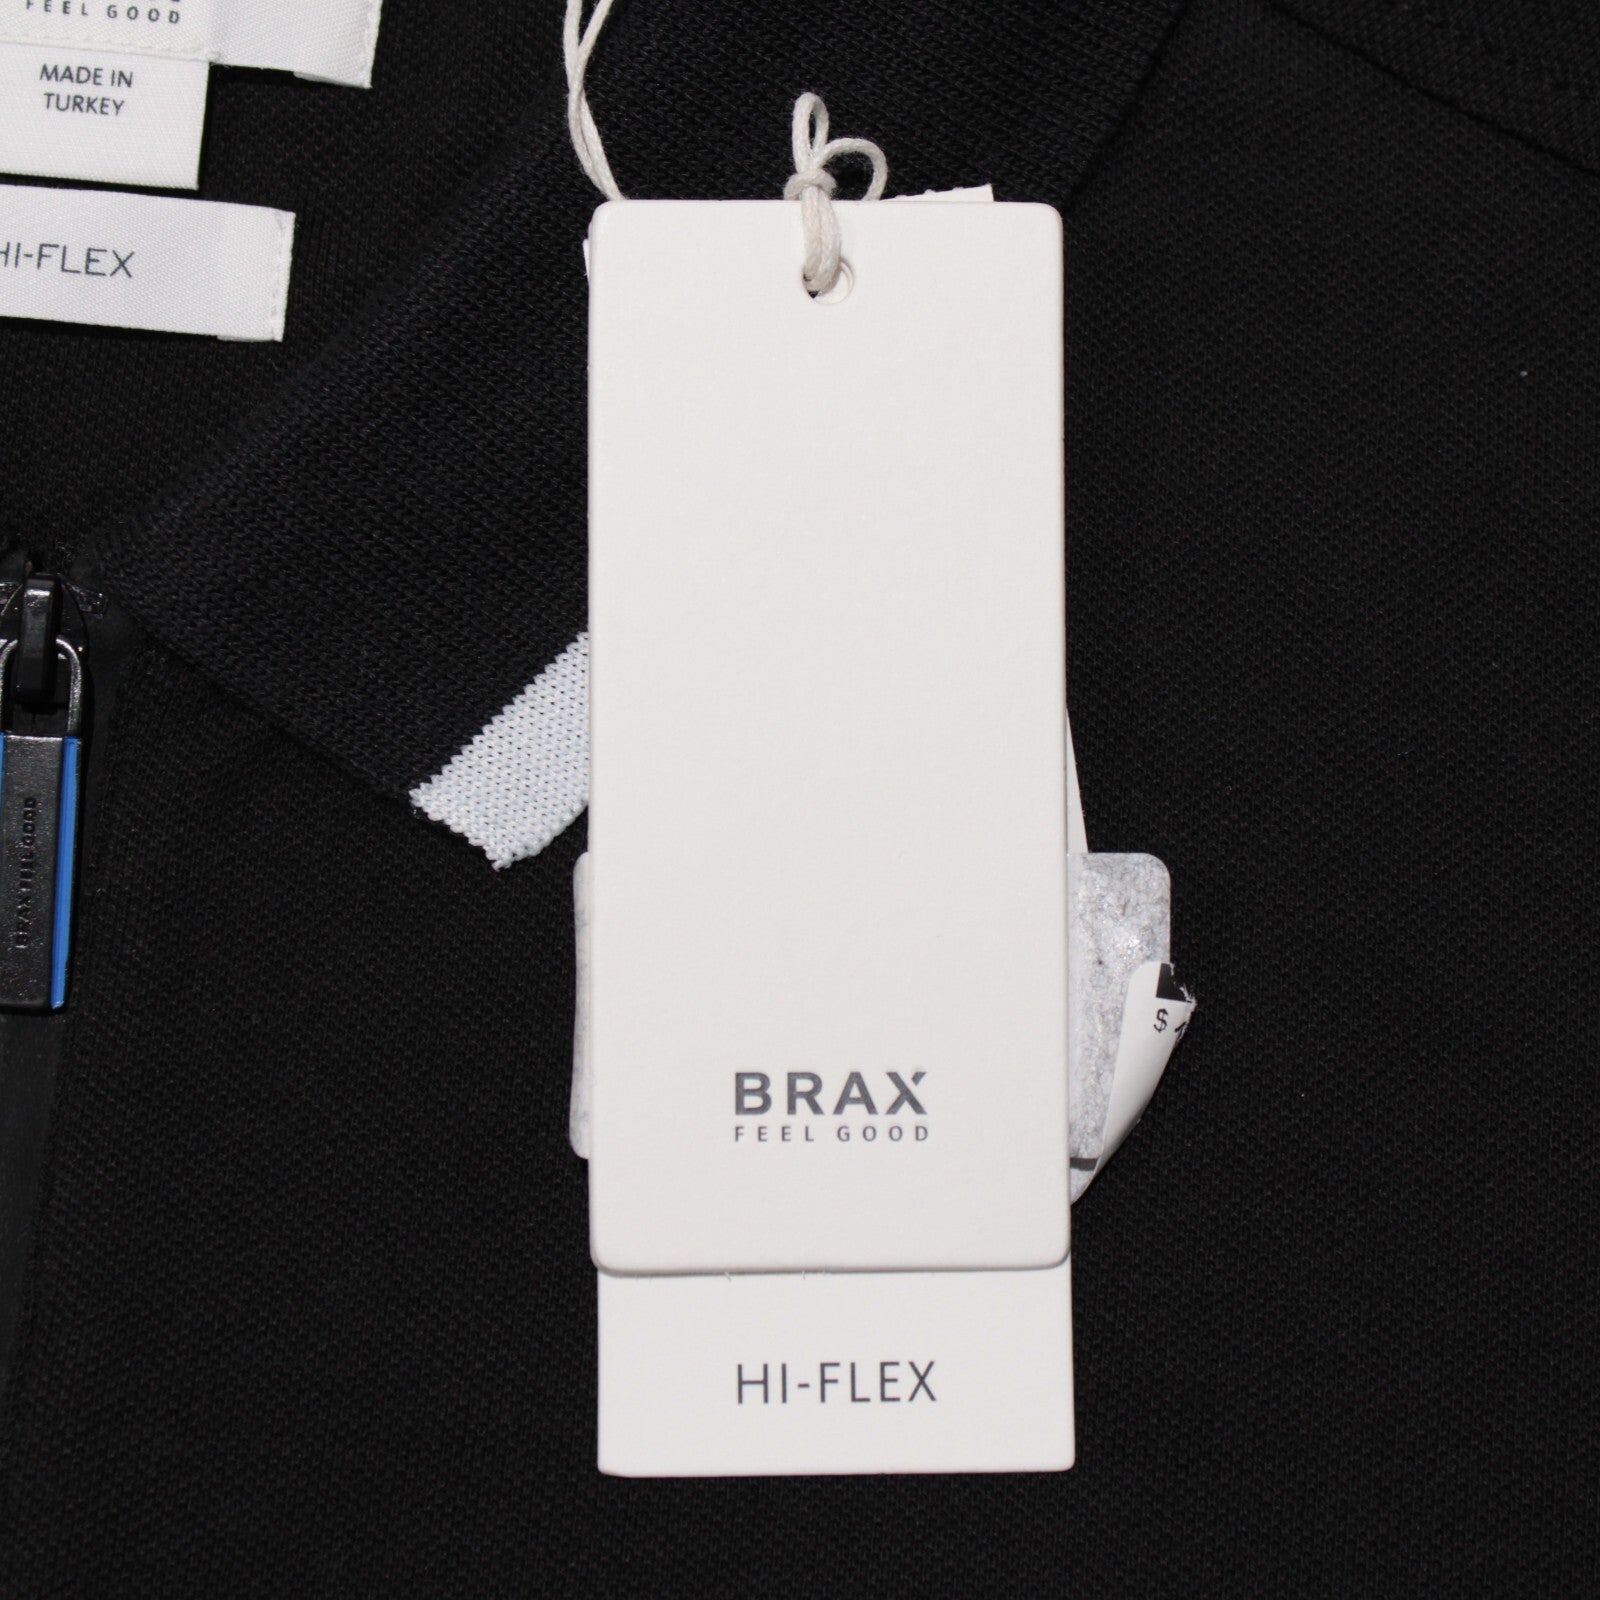 FEEL GOOD
MADE IN
TURKEY
HI-FLEX
BRAX FEEL GOOD
$
BRAX
FEEL GOOD
HI-FLEX